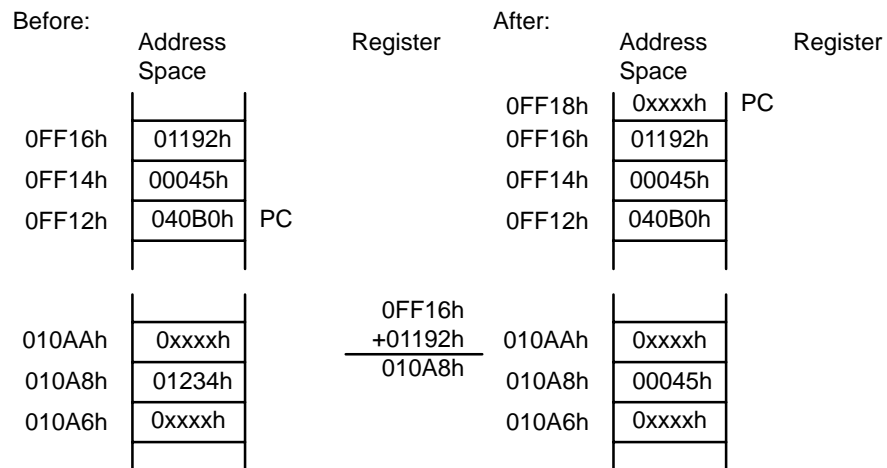 Before:
Address Space
Register
0FF16h 01192h
0FF14h 00045h
0FF12h 040B0h PC
010AAh 0xxxxh
010A8h 01234h
010A6h 0xxxxh
0FF16h
+01192h
010A8h
After:
Address Space
Register
0FF18h 0xxxxh PC
0FF16h 01192h
0FF14h 00045h
0FF12h 040B0h
010AAh 0xxxxh
010A8h 00045h
010A6h 0xxxxh